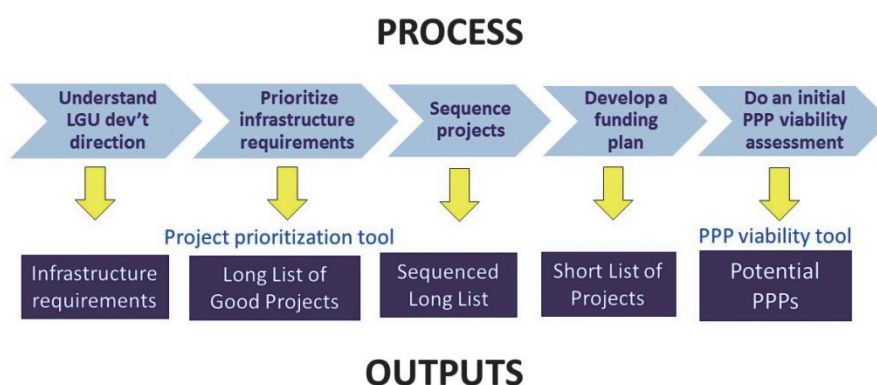 PROCESS
Understand
LGU dev't
direction
Prioritize
infrastructure
requirements
Sequence
projects
Develop a
funding
plan
Do an initial
PPP viability
assessment
Project prioritization tool
PPP viability tool
Infrastructure
requirements
Long List of
Good Projects
Sequenced
Long List
Short List of
Projects
Potential
PPPs
OUTPUTS